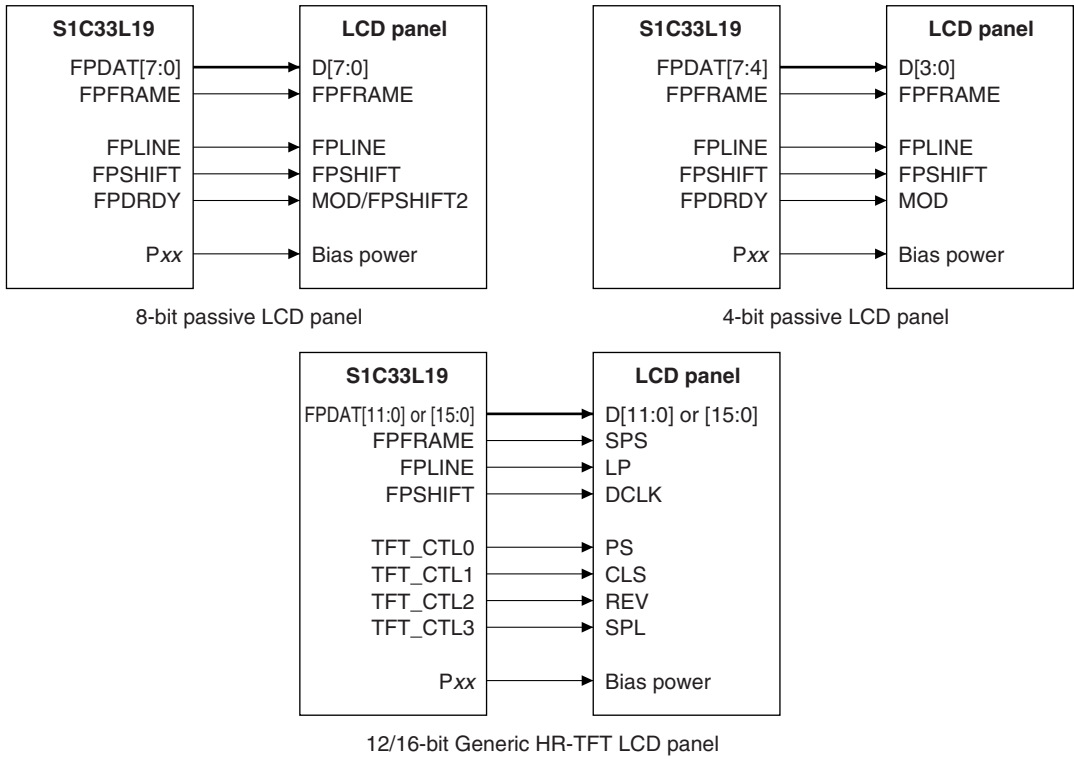 S1C33L19 LCD panel
FPDAT[7:0] D[7:0]
FPFRAME FPFRAME
FPLINE FPLINE
FPSHIFT FPSHIFT
FPDRDY MOD/FPSHIFT2
Pxx Bias power
8-bit passive LCD panel
S1C33L19 LCD panel
FPDAT[7:4] D[3:0]
FPFRAME FPFRAME
FPLINE FPLINE
FPSHIFT FPSHIFT
FPDRDY MOD
Pxx Bias power
4-bit passive LCD panel
S1C33L19 LCD panel
FPDAT[11:0] or [15:0] D[11:0] or [15:0]
FPFRAME SPS
FPLINE LP
FPSHIFT DCLK
TFT_CTL0 PS
TFT_CTL1 CLS
TFT_CTL2 REV
TFT_CTL3 SPL
Pxx Bias power
12/16-bit Generic HR-TFT LCD panel